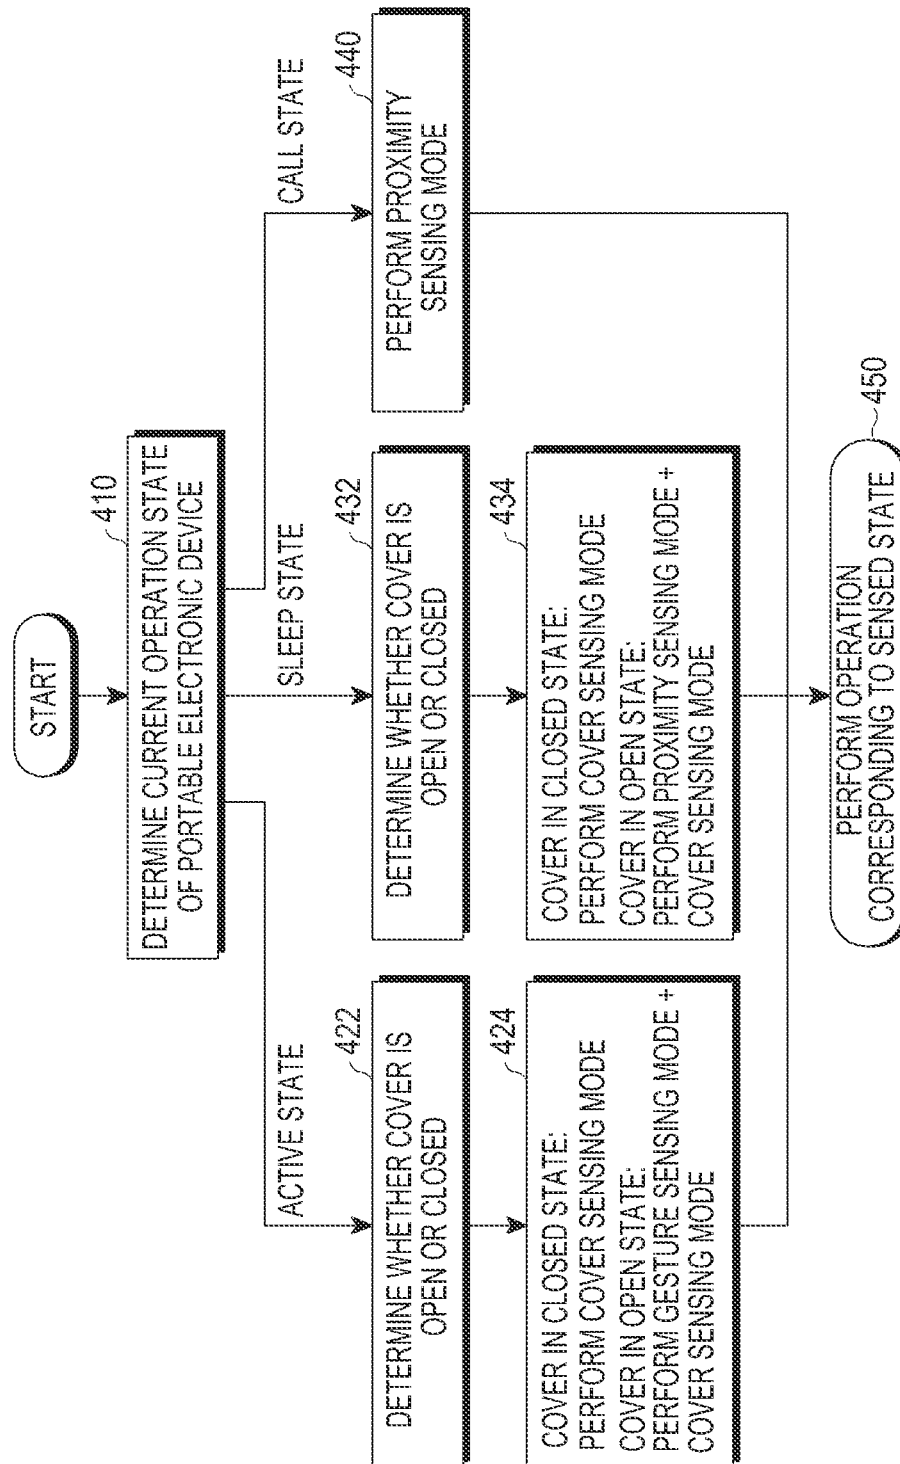 START
410
DETERMINE CURRENT OPERATION STATE
OF PORTABLE ELECTRONIC DEVICE
ACTIVE STATE
SLEEP STATE
CALL STATE
422
DETERMINE WHETHER COVER IS
OPEN OR CLOSED
432
DETERMINE WHETHER COVER IS
OPEN OR CLOSED
440
PERFORM PROXIMITY
SENSING MODE
424
COVER IN CLOSED STATE:
PERFORM COVER SENSING MODE
COVER IN OPEN STATE:
PERFORM GESTURE SENSING MODE +
COVER SENSING MODE
434
COVER IN CLOSED STATE:
PERFORM COVER SENSING MODE
COVER IN OPEN STATE:
PERFORM PROXIMITY SENSING MODE +
COVER SENSING MODE
450
PERFORM OPERATION
CORRESPONDING TO SENSED STATE